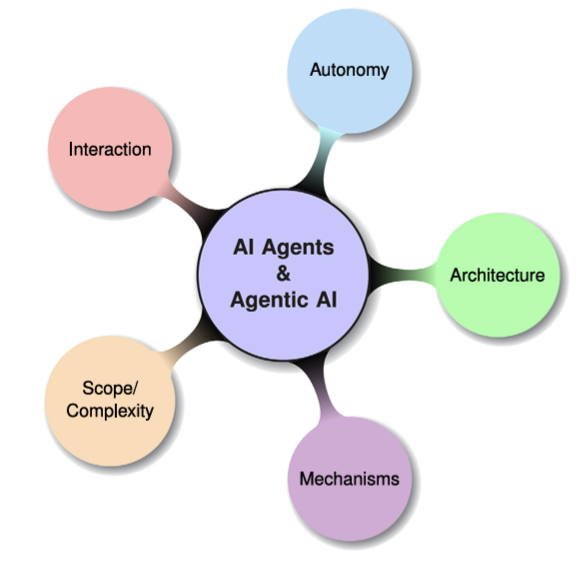 Autonomy
Interaction
AI Agents
&
Agentic AI
Architecture
Scope/
Complexity
Mechanisms